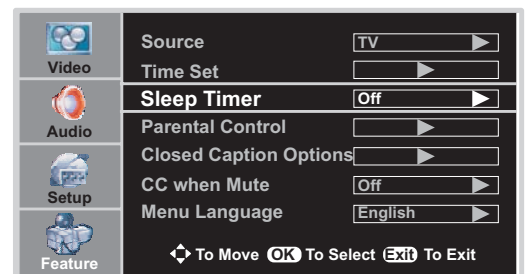 Video
Audio
Setup
Feature
Source TV
Time Set
Sleep Timer Off
Parental Control
Closed Caption Options
CC when Mute Off
Menu Language English
To Move OK To Select Exit To Exit